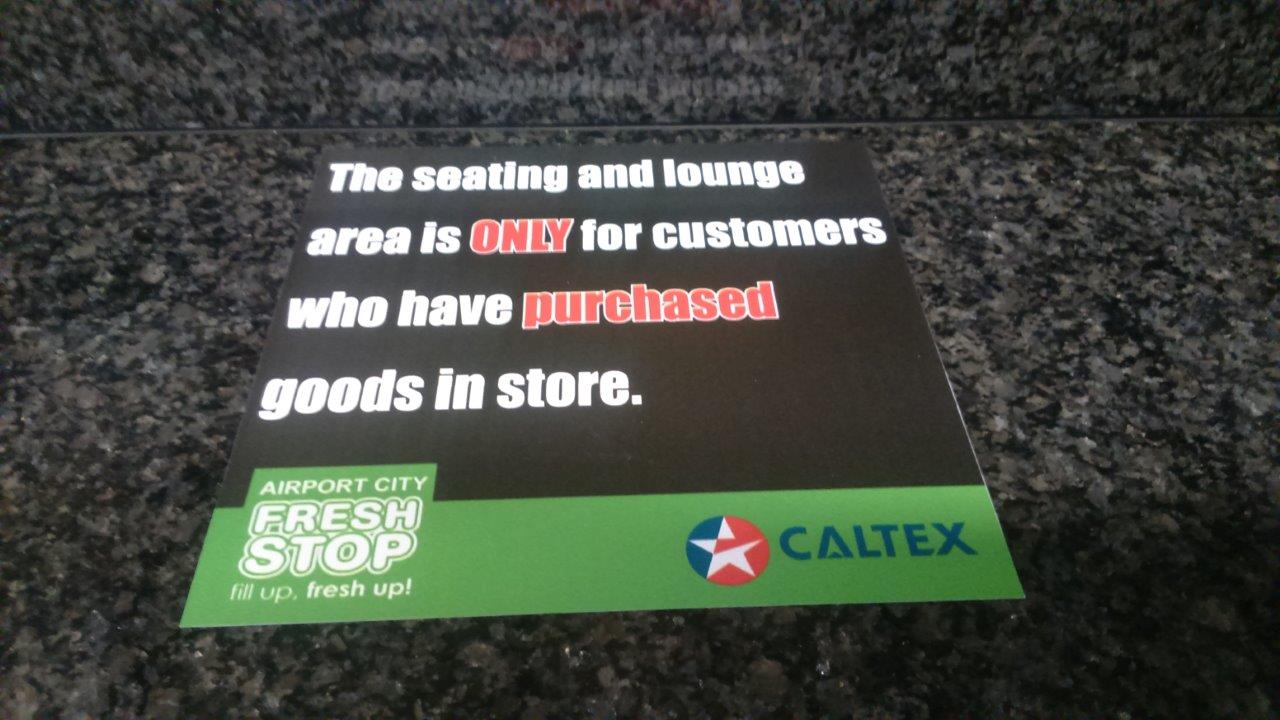 The seating and lounge
area is ONLY for customers
who have purchased
goods in store.
AIRPORT CITY
FRESH
STOP
fill up, fresh up!
CALTEX